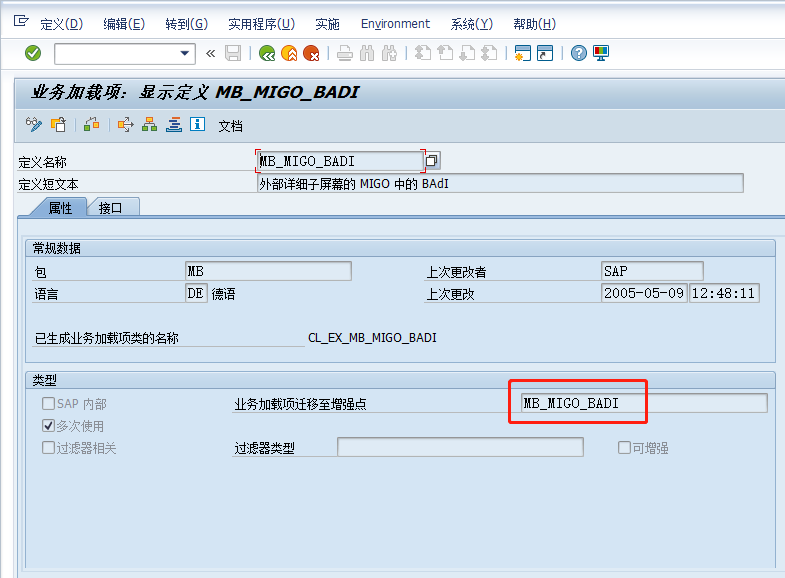 定义(D) 编辑(E) 转到(G) 实用程序(U) 实施 Environment 系统(Y) 帮助(H)
业务加载项: 显示定义 MB_MIGO_BADI
文档
定义名称 MB_MIGO_BADI
定义短文本 外部详细子屏幕的 MIGO 中的 BAdI
属性 接口
常规数据
包 MB 上次更改者 SAP
语言 DE 德语 上次更改 2005-05-09 12:48:11
已生成业务加载项类的名称 CL_EX_MB_MIGO_BADI
类型
SAP 内部 业务加载项迁移至增强点 MB_MIGO_BADI
多次使用
过滤器相关 过滤器类型 可增强